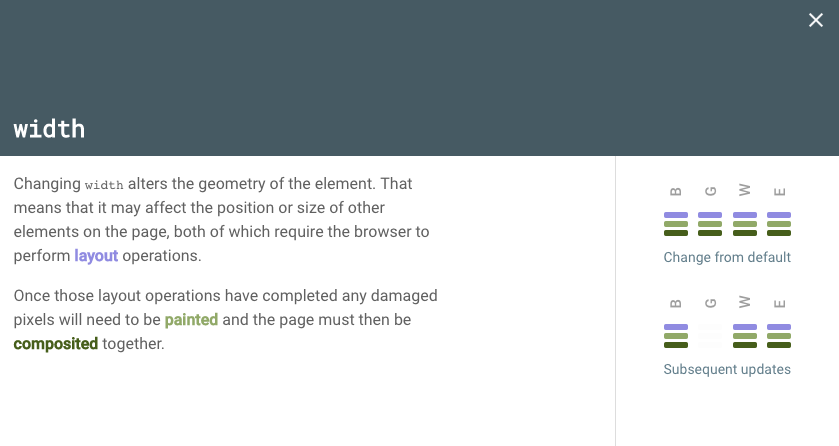 width
Changing width alters the geometry of the element. That
means that it may affect the position or size of other
elements on the page, both of which require the browser to
perform layout operations.
Once those layout operations have completed any damaged
pixels will need to be painted and the page must then be
composited together.
B G W E
Change from default
B G W E
Subsequent updates